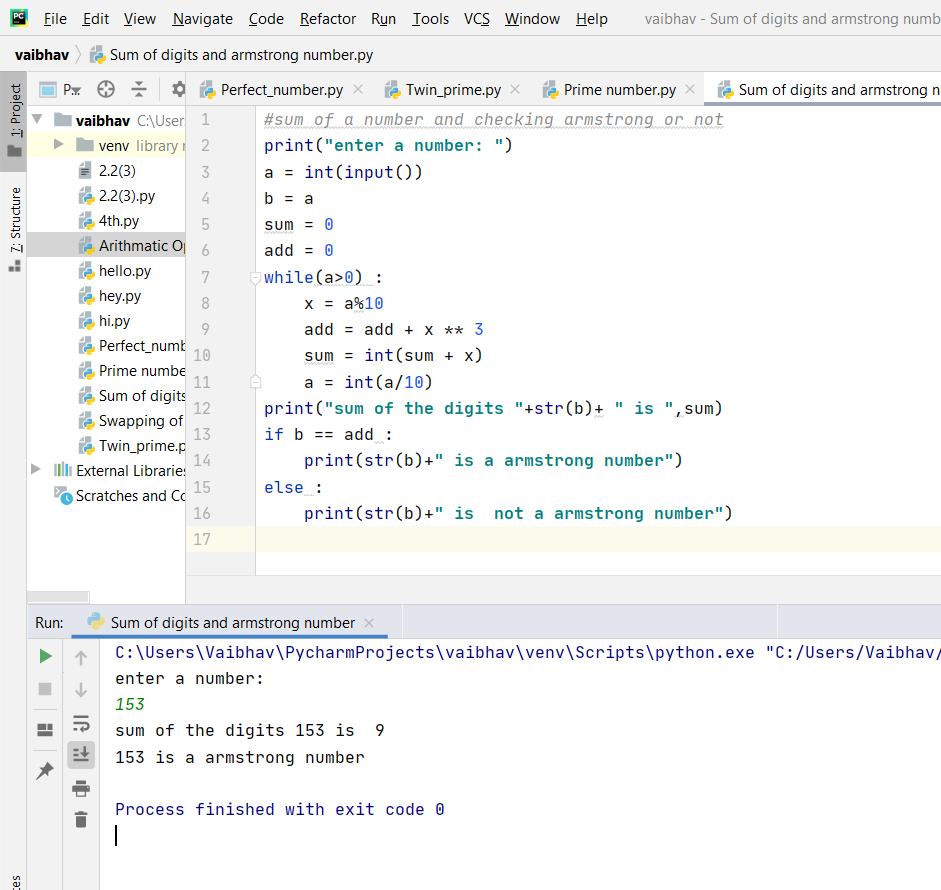 PC File Edit View Navigate Code Refactor Run Tools VCS Window Help vaibhav - Sum of digits and armstrong numb
vaibhav Sum of digits and armstrong number.py
P... Perfect_number.py Twin_prime.py Prime number.py Sum of digits and armstrong n
1: Project
7: Structure
vaibhav C:\User
venv library r
2.2(3)
2.2(3).py
4th.py
Arithmatic Op
hello.py
hey.py
hi.py
Perfect_numb
Prime numbe
Sum of digits
Swapping of
Twin_prime.p
External Libraries
Scratches and Co
1 #sum of a number and checking armstrong or not
2 print("enter a number: ")
3 a = int(input())
4 b = a
5 sum = 0
6 add = 0
7 while(a>0) :
8 x = a%10
9 add = add + x ** 3
10 sum = int(sum + x)
11 a = int(a/10)
12 print("sum of the digits "+str(b)+ " is ",sum)
13 if b == add :
14 print(str(b)+" is a armstrong number")
15 else :
16 print(str(b)+" is  not a armstrong number")
17
Run: Sum of digits and armstrong number
C:\Users\Vaibhav\PycharmProjects\vaibhav\venv\Scripts\python.exe "C:/Users/Vaibhav/
enter a number:
153
sum of the digits 153 is  9
153 is a armstrong number
Process finished with exit code 0